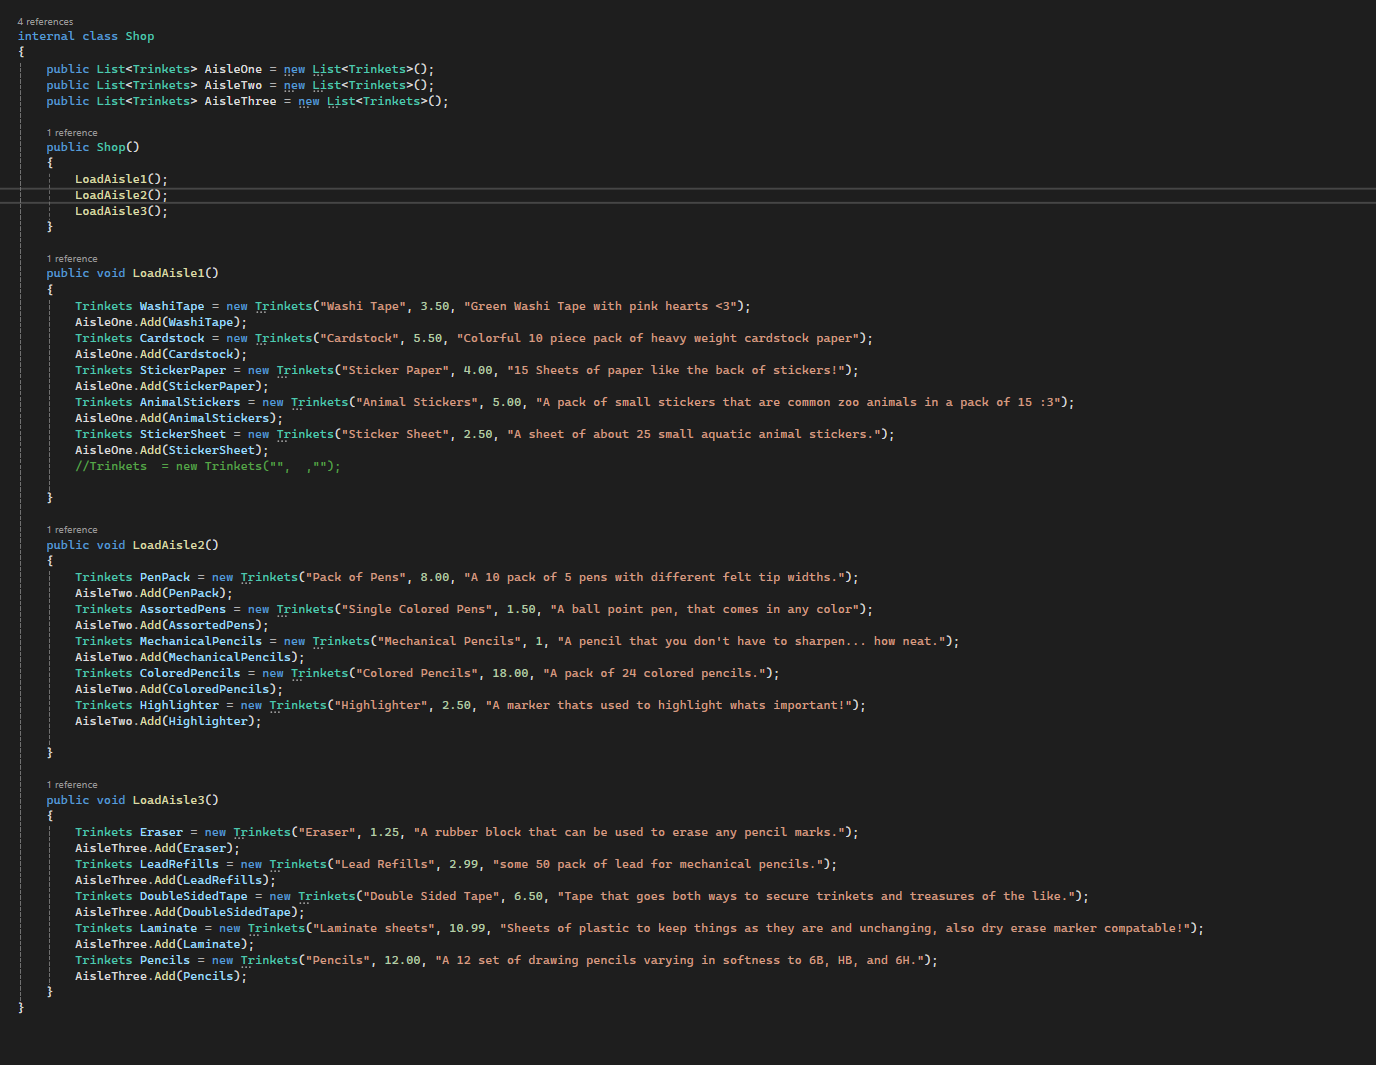 4 references
internal class Shop
{
public List<Trinkets> AisleOne = new List<Trinkets>();
public List<Trinkets> AisleTwo = new List<Trinkets>();
public List<Trinkets> AisleThree = new List<Trinkets>();
1 reference
public Shop()
{
LoadAisle1();
LoadAisle2();
LoadAisle3();
}
1 reference
public void LoadAisle1()
{
Trinkets WashiTape = new Trinkets("Washi Tape", 3.50, "Green Washi Tape with pink hearts <3");
AisleOne.Add(WashiTape);
Trinkets Cardstock = new Trinkets("Cardstock", 5.50, "Colorful 10 piece pack of heavy weight cardstock paper");
AisleOne.Add(Cardstock);
Trinkets StickerPaper = new Trinkets("Sticker Paper", 4.00, "15 Sheets of paper like the back of stickers!");
AisleOne.Add(StickerPaper);
Trinkets AnimalStickers = new Trinkets("Animal Stickers", 5.00, "A pack of small stickers that are common zoo animals in a pack of 15 :3");
AisleOne.Add(AnimalStickers);
Trinkets StickerSheet = new Trinkets("Sticker Sheet", 2.50, "A sheet of about 25 small aquatic animal stickers.");
AisleOne.Add(StickerSheet);
//Trinkets  = new Trinkets("",  ,"");
}
1 reference
public void LoadAisle2()
{
Trinkets PenPack = new Trinkets("Pack of Pens", 8.00, "A 10 pack of 5 pens with different felt tip widths.");
AisleTwo.Add(PenPack);
Trinkets AssortedPens = new Trinkets("Single Colored Pens", 1.50, "A ball point pen, that comes in any color");
AisleTwo.Add(AssortedPens);
Trinkets MechanicalPencils = new Trinkets("Mechanical Pencils", 1, "A pencil that you don't have to sharpen... how neat.");
AisleTwo.Add(MechanicalPencils);
Trinkets ColoredPencils = new Trinkets("Colored Pencils", 18.00, "A pack of 24 colored pencils.");
AisleTwo.Add(ColoredPencils);
Trinkets Highlighter = new Trinkets("Highlighter", 2.50, "A marker thats used to highlight whats important!");
AisleTwo.Add(Highlighter);
}
1 reference
public void LoadAisle3()
{
Trinkets Eraser = new Trinkets("Eraser", 1.25, "A rubber block that can be used to erase any pencil marks.");
AisleThree.Add(Eraser);
Trinkets LeadRefills = new Trinkets("Lead Refills", 2.99, "some 50 pack of lead for mechanical pencils.");
AisleThree.Add(LeadRefills);
Trinkets DoubleSidedTape = new Trinkets("Double Sided Tape", 6.50, "Tape that goes both ways to secure trinkets and treasures of the like.");
AisleThree.Add(DoubleSidedTape);
Trinkets Laminate = new Trinkets("Laminate sheets", 10.99, "Sheets of plastic to keep things as they are and unchanging, also dry erase marker compatable!");
AisleThree.Add(Laminate);
Trinkets Pencils = new Trinkets("Pencils", 12.00, "A 12 set of drawing pencils varying in softness to 6B, HB, and 6H.");
AisleThree.Add(Pencils);
}
}